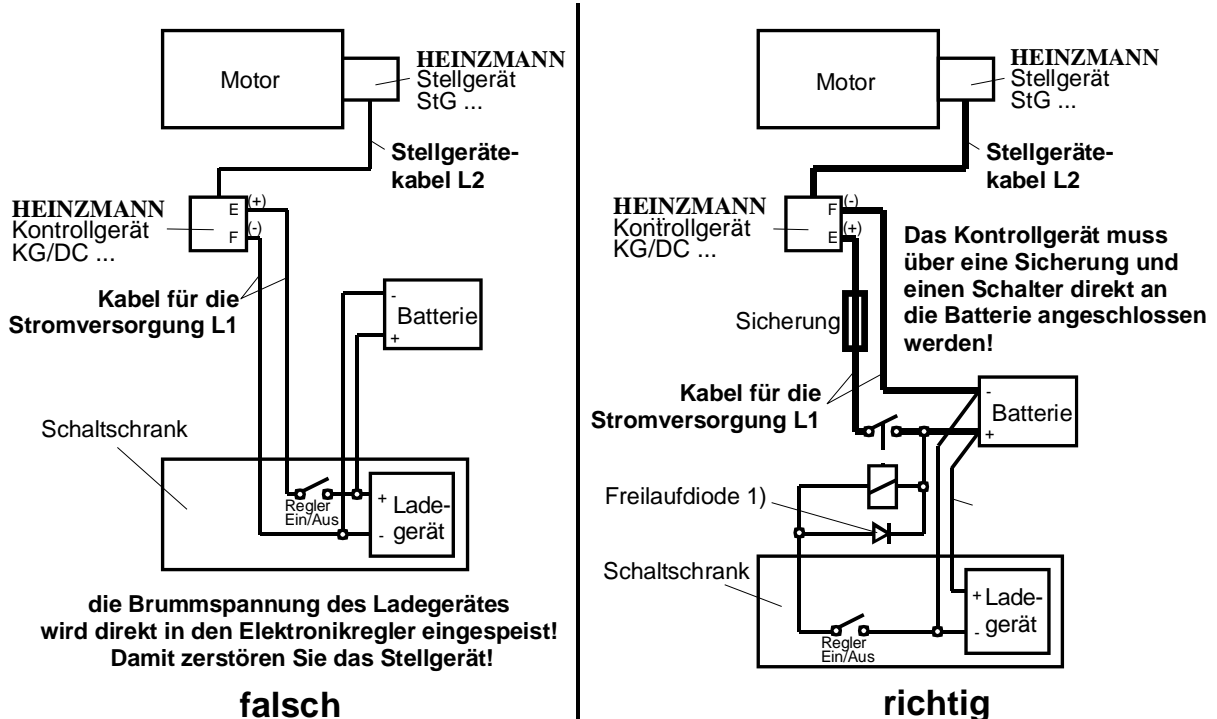 Motor
HEINZMANN
Stellgerät
StG ...
Stellgeräte-
kabel L2
HEINZMANN
Kontrollgerät
KG/DC ...
E
(+)
F
(-)
Kabel für die
Stromversorgung L1
-
Batterie
+
Schaltschrank
Regler
Ein/Aus
+
Lade-
gerät
-
die Brummspannung des Ladegerätes
wird direkt in den Elektronikregler eingespeist!
Damit zerstören Sie das Stellgerät!
falsch
Motor
HEINZMANN
Stellgerät
StG ...
Stellgeräte-
kabel L2
HEINZMANN
Kontrollgerät
KG/DC ...
F
(-)
E
(+)
Das Kontrollgerät muss
über eine Sicherung und
einen Schalter direkt an
die Batterie angeschlossen
werden!
Sicherung
Kabel für die
Stromversorgung L1
-
Batterie
+
Freilaufdiode 1)
Schaltschrank
+
Lade-
gerät
-
Regler
Ein/Aus
richtig